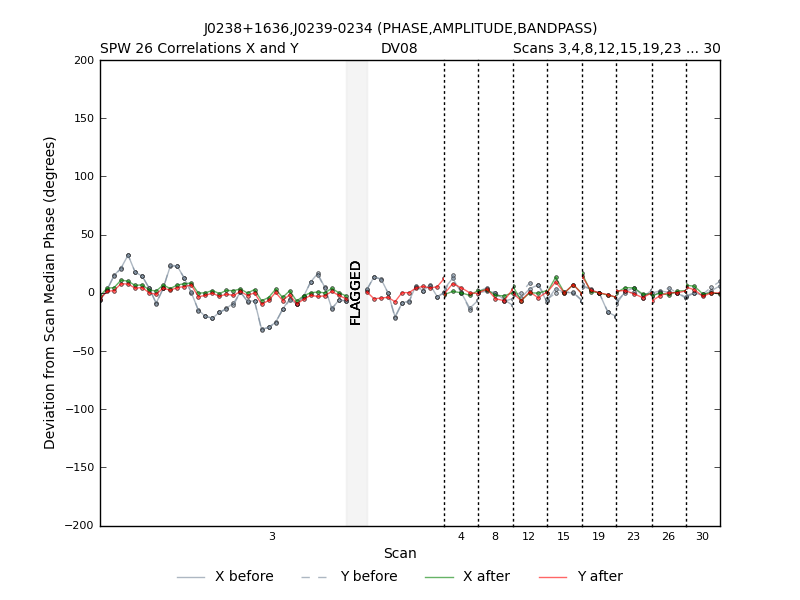 J0238+1636,J0239-0234 (PHASE,AMPLITUDE,BANDPASS)
SPW 26 Correlations X and Y DV08 Scans 3,4,8,12,15,19,23 ... 30
200
150
100
50
0
−50
−100
−150
−200
Deviation from Scan Median Phase (degrees)
FLAGGED
3 4 8 12 15 19 23 26 30
Scan
X before Y before X after Y after